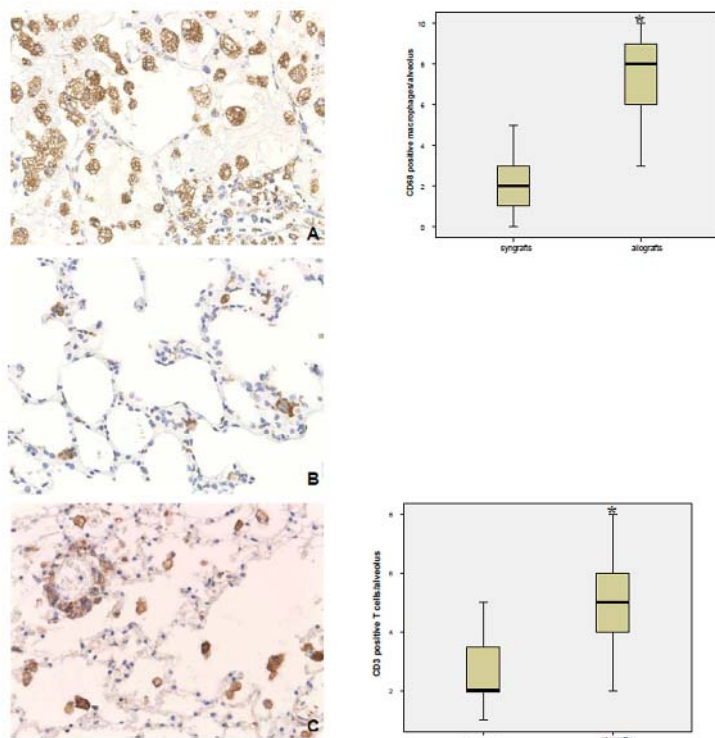 A
CD68 positive macrophages/alveolus
10
8
6
4
2
0
*
syngrafts
allografts
B
C
CD3 positive T cells/alveolus
8
6
4
2
*